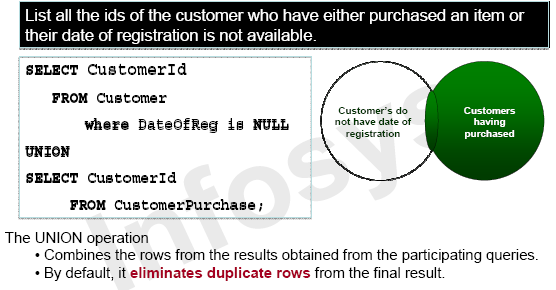 List all the ids of the customer who have either purchased an item or
their date of registration is not available.
SELECT CustomerId
FROM Customer
where DateOfReg is NULL
UNION
SELECT CustomerId
FROM CustomerPurchase;
Customer's do
not have date of
registration
Customers
having
purchased
Infosys
The UNION operation
• Combines the rows from the results obtained from the participating queries.
• By default, it eliminates duplicate rows from the final result.